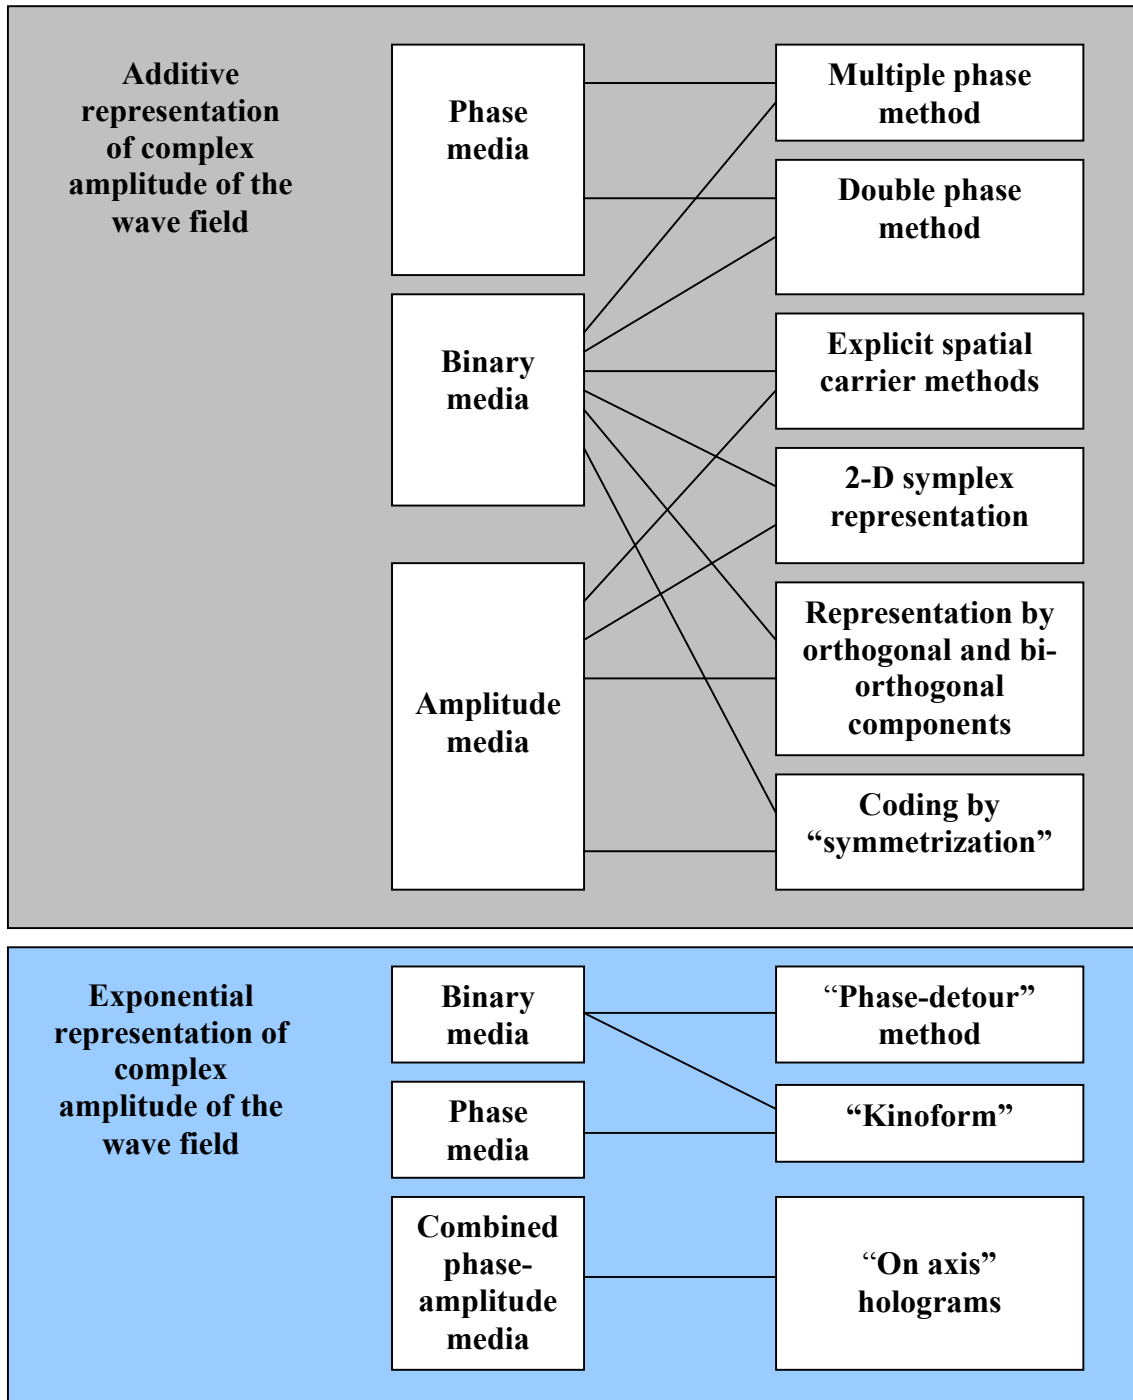 Additive
representation
of complex
amplitude of the
wave field
Phase
media
Binary
media
Amplitude
media
Multiple phase
method
Double phase
method
Explicit spatial
carrier methods
2-D symplex
representation
Representation by
orthogonal and bi-
orthogonal
components
Coding by
“symmetrization”
Exponential
representation of
complex
amplitude of the
wave field
Binary
media
Phase
media
Combined
phase-
amplitude
media
“Phase-detour”
method
“Kinoform”
“On axis”
holograms